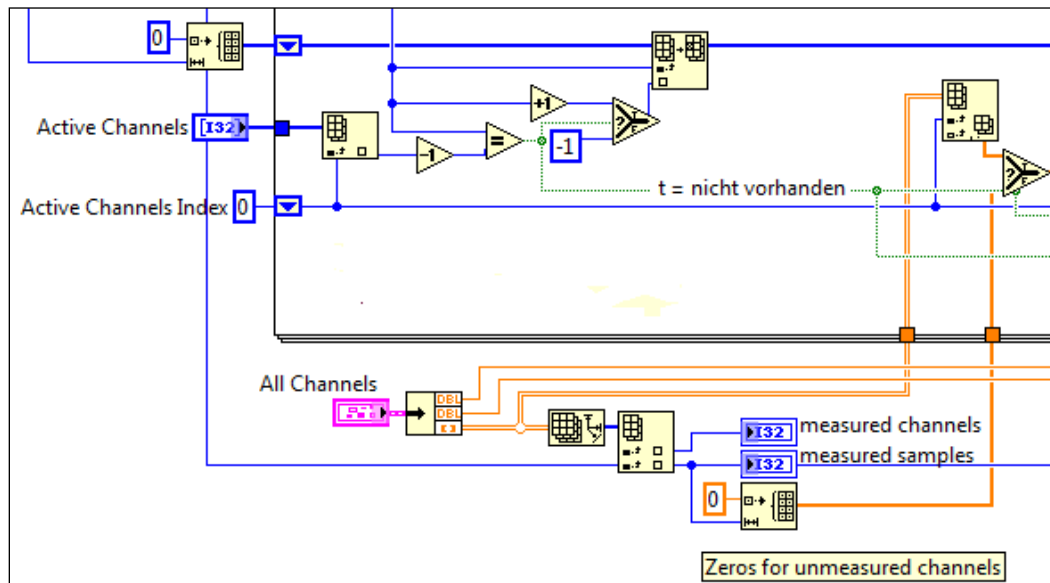 0
Active Channels
[I32]
-1
+1
=
?
T
F
-1
t = nicht vorhanden
?
T
F
Active Channels Index
0
All Channels
DBL
DBL
I32
measured channels
I32
measured samples
0
Zeros for unmeasured channels